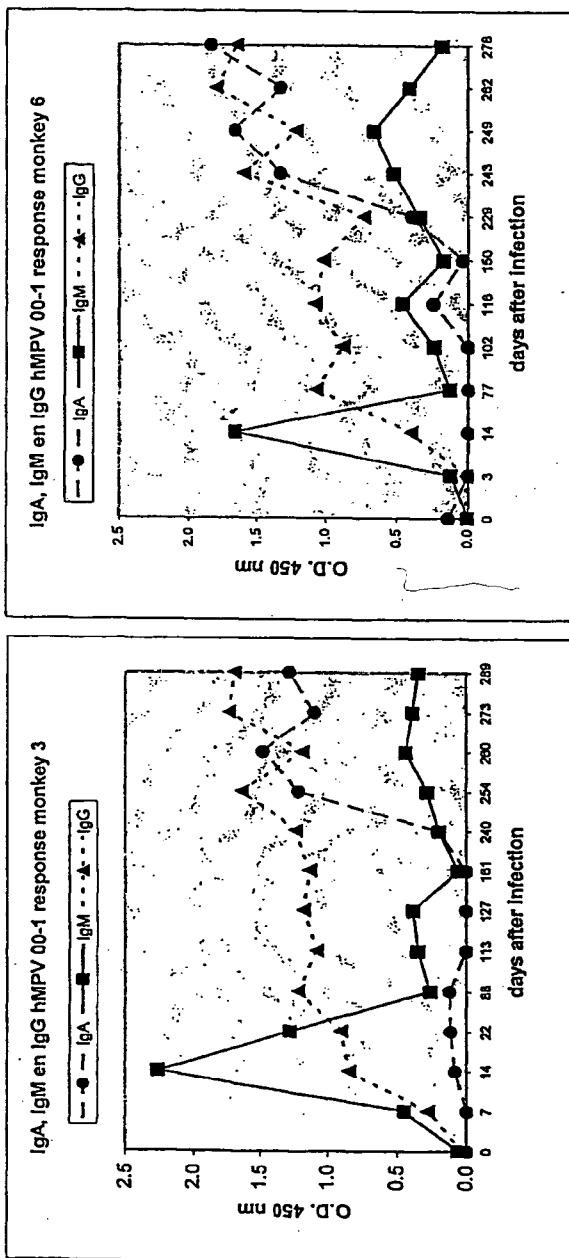 IgA, IgM en IgG hMPV 00-1 response monkey 3
IgA IgM IgG
O.D. 450 nm
2.5
2.0
1.5
1.0
0.5
0.0
0 7 14 22 88 113 127 161 240 254 260 273 289
days after infection
IgA, IgM en IgG hMPV 00-1 response monkey 6
IgA IgM IgG
O.D. 450 nm
2.5
2.0
1.5
1.0
0.5
0.0
0 3 14 77 102 116 150 229 243 249 262 278
days after infection